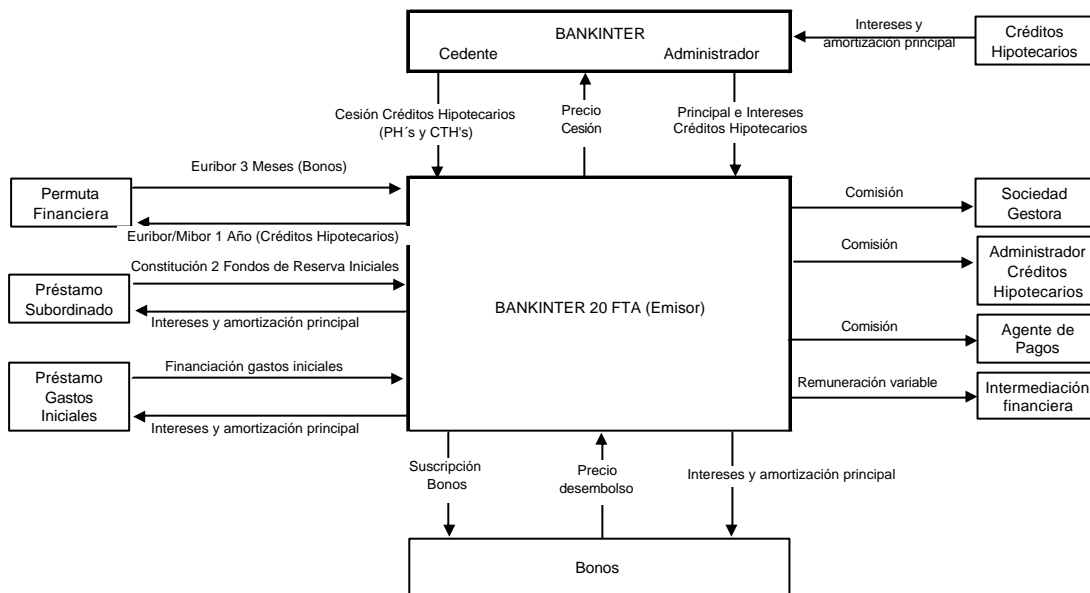 BANKINTER
Cedente
Administrador
Intereses y
amortización principal
Créditos
Hipotecarios
Cesión Créditos Hipotecarios
(PH´s y CTH's)
Precio
Cesión
Principal e Intereses
Créditos Hipotecarios
Permuta
Financiera
Euribor 3 Meses (Bonos)
Euribor/Mibor 1 Año (Créditos Hipotecarios)
Préstamo
Subordinado
Constitución 2 Fondos de Reserva Iniciales
Intereses y amortización principal
Préstamo
Gastos
Iniciales
Financiación gastos iniciales
Intereses y amortización principal
BANKINTER 20 FTA (Emisor)
Comisión
Sociedad
Gestora
Comisión
Administrador
Créditos
Hipotecarios
Comisión
Agente de
Pagos
Remuneración variable
Intermediación
financiera
Suscripción
Bonos
Precio
desembolso
Intereses y amortización principal
Bonos